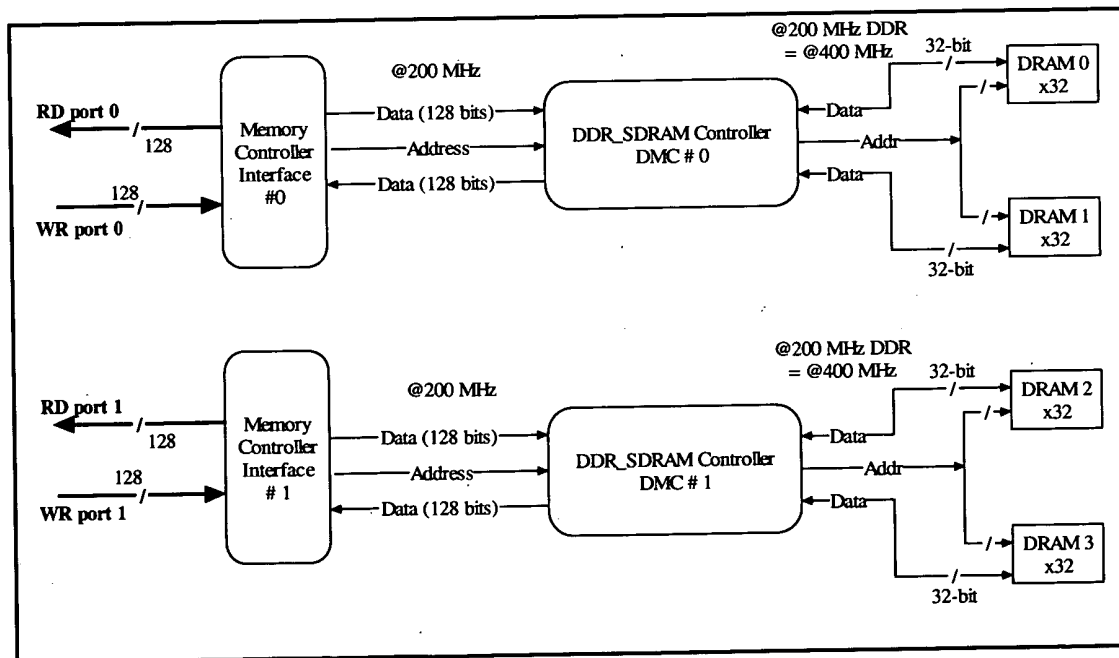 @200 MHz DDR
= @400 MHz
@200 MHz
32-bit
DRAM 0
x32
RD port 0
128
Memory
Controller
Interface
#0
Data (128 bits)
Address
Data (128 bits)
DDR_SDRAM Controller
DMC # 0
Data
Addr
Data
128
WR port 0
DRAM 1
x32
32-bit
@200 MHz DDR
= @400 MHz
@200 MHz
32-bit
DRAM 2
x32
RD port 1
128
Memory
Controller
Interface
# 1
Data (128 bits)
Address
Data (128 bits)
DDR_SDRAM Controller
DMC # 1
Data
Addr
Data
128
WR port 1
DRAM 3
x32
32-bit